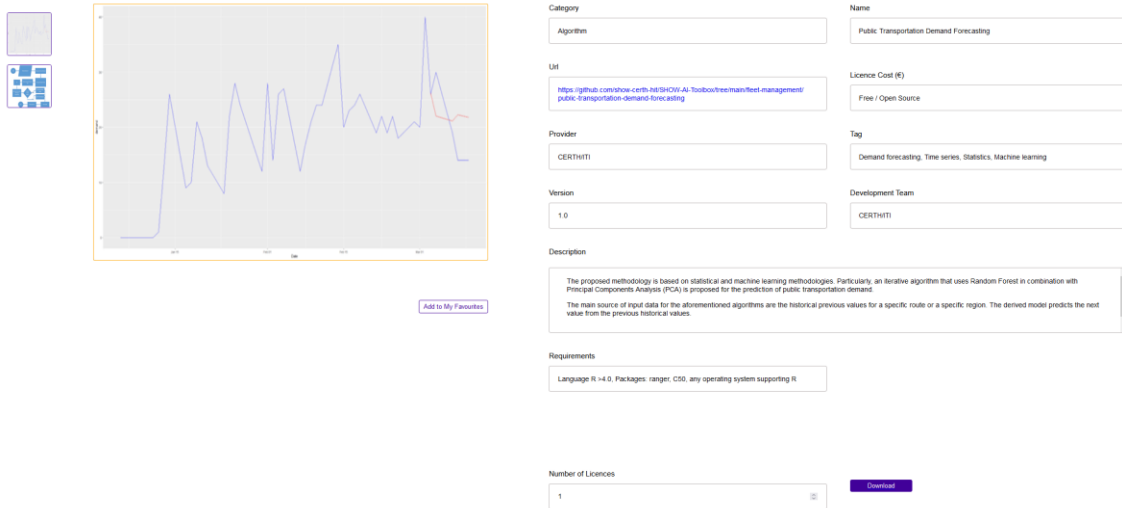 Category
Name
Algorithm
Public Transportation Demand Forecasting
Url
Licence Cost (€)
https://github.com/show-certh-hit/SHOW-AI-Toolbox/tree/main/fleet-management/
public-transportation-demand-forecasting
Free / Open Source
Provider
Tag
CERTH/ITI
Demand forecasting, Time series, Statistics, Machine learning
Version
Development Team
1.0
CERTH/ITI
Description
The proposed methodology is based on statistical and machine learning methodologies. Particularly, an iterative algorithm that uses Random Forest in combination with
Principal Components Analysis (PCA) is proposed for the prediction of public transportation demand.
The main source of input data for the aforementioned algorithms are the historical previous values for a specific route or a specific region. The derived model predicts the next
value from the previous historical values.
Add to My Favourites
Requirements
Language R >4.0, Packages: ranger, C50, any operating system supporting R
Number of Licences
1
Download